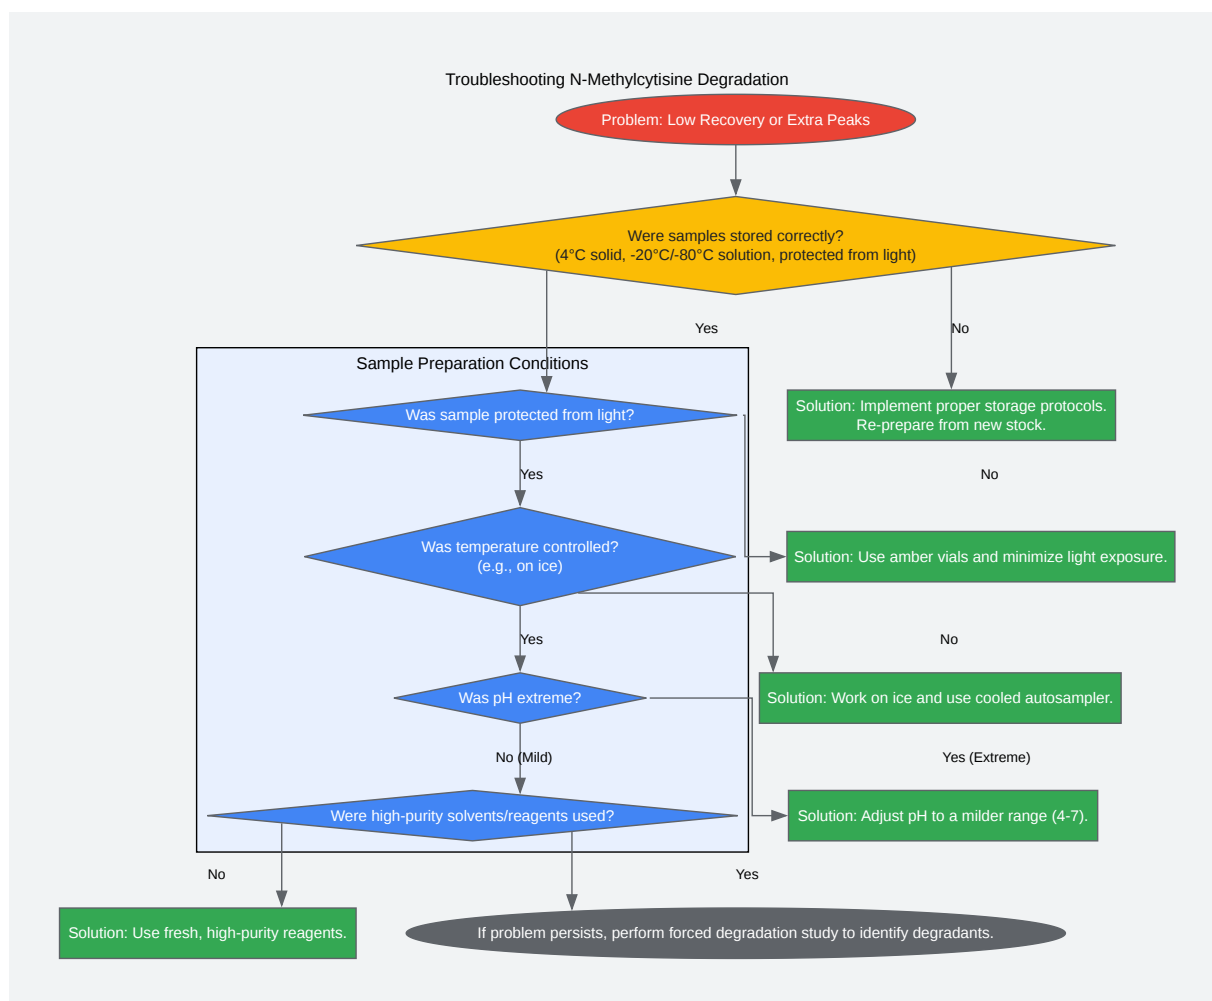 Troubleshooting N-Methylcytisine Degradation
Problem: Low Recovery or Extra Peaks
Were samples stored correctly?
(4°C solid, -20°C/-80°C solution, protected from light)
Yes
No
Sample Preparation Conditions
Was sample protected from light?
Solution: Implement proper storage protocols.
Re-prepare from new stock.
Yes
No
Was temperature controlled?
(e.g., on ice)
Solution: Use amber vials and minimize light exposure.
Yes
No
Was pH extreme?
Solution: Work on ice and use cooled autosampler.
No (Mild)
Yes (Extreme)
Were high-purity solvents/reagents used?
Solution: Adjust pH to a milder range (4-7).
No
Yes
Solution: Use fresh, high-purity reagents.
If problem persists, perform forced degradation study to identify degradants.